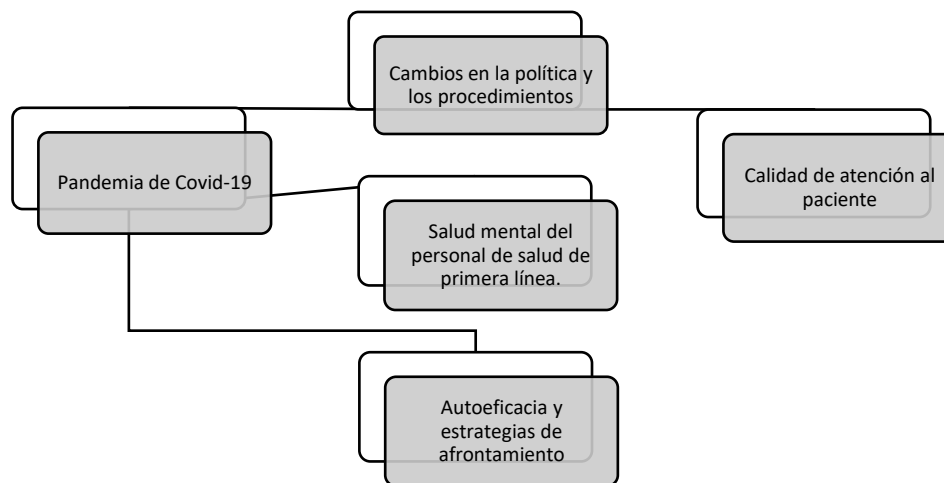 Cambios en la política y
los procedimientos
Pandemia de Covid-19
Calidad de atención al
paciente
Salud mental del
personal de salud de
primera línea.
Autoeficacia y
estrategias de
afrontamiento